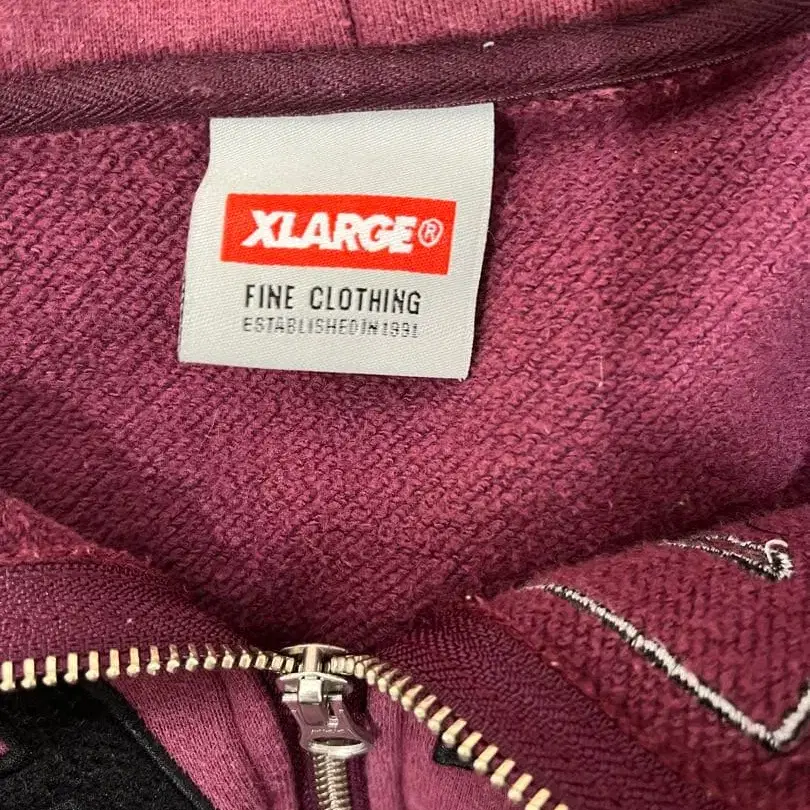 XLARGE®
FINE CLOTHING
ESTABLISHED IN 1991